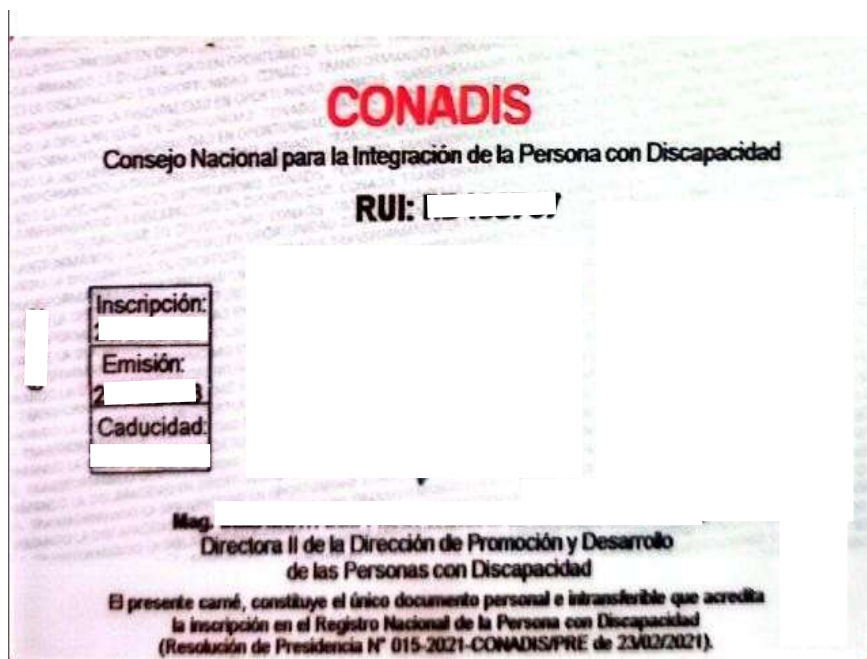 CONADIS
Consejo Nacional para la Integración de la Persona con Discapacidad
RUI:
Inscripción:
Emisión:
Caducidad:
Mag.
Directora II de la Dirección de Promoción y Desarrollo
de las Personas con Discapacidad
El presente carné, constituye el único documento personal e intransferible que acredita
la inscripción en el Registro Nacional de la Persona con Discapacidad
(Resolución de Presidencia N° 015-2021-CONADIS/PRE de 23/02/2021).